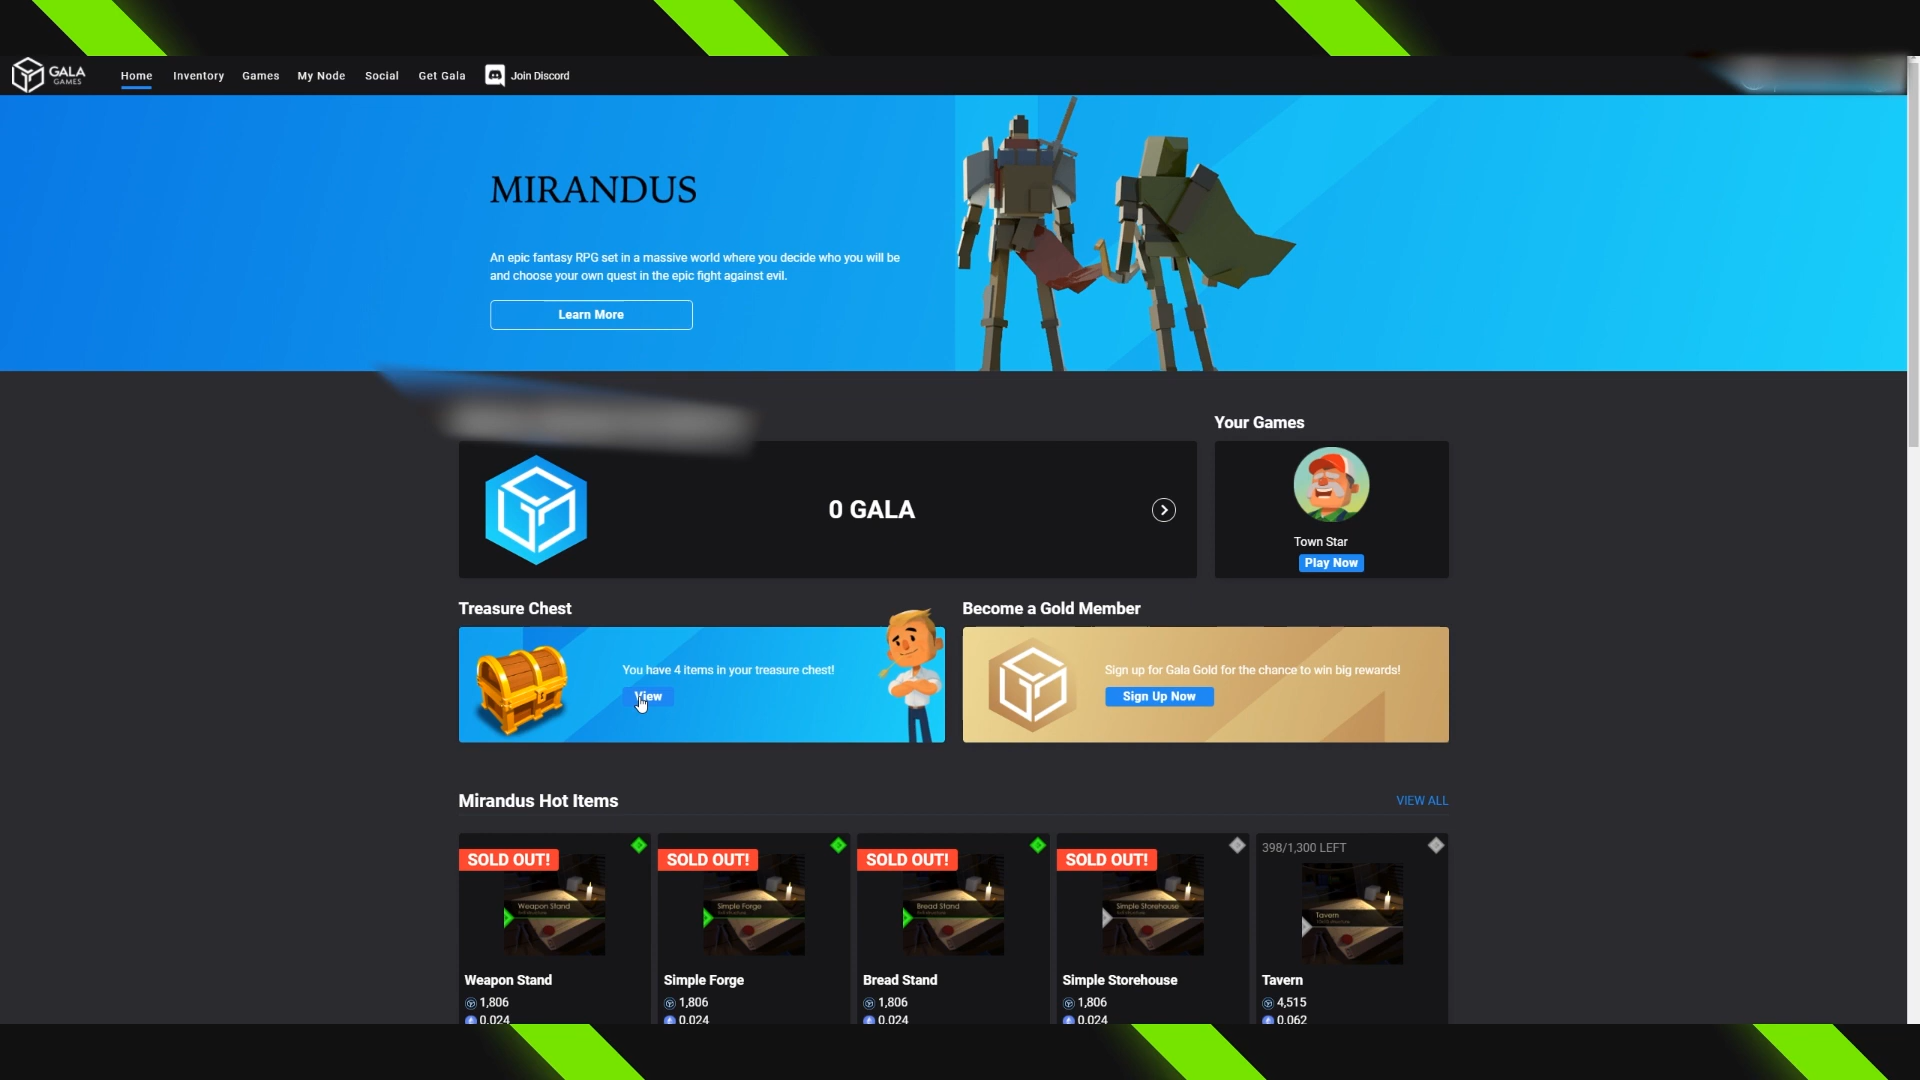 GALA
GAMES
Home
Inventory
Games
My Node
Social
Get Gala
Join Discord
MIRANDUS
An epic fantasy RPG set in a massive world where you decide who you will be
and choose your own quest in the epic fight against evil.
Learn More
Your Games
0 GALA
Town Star
Play Now
Treasure Chest
You have 4 items in your treasure chest!
View
Become a Gold Member
Sign up for Gala Gold for the chance to win big rewards!
Sign Up Now
Mirandus Hot Items
VIEW ALL
SOLD OUT!
Weapon Stand
Weapon Stand
1,806
0.024
SOLD OUT!
Simple Forge
Simple Forge
1,806
0.024
SOLD OUT!
Bread Stand
Bread Stand
1,806
0.024
SOLD OUT!
Simple Storehouse
Simple Storehouse
1,806
0.024
398/1,300 LEFT
Tavern
Tavern
4,515
0.062